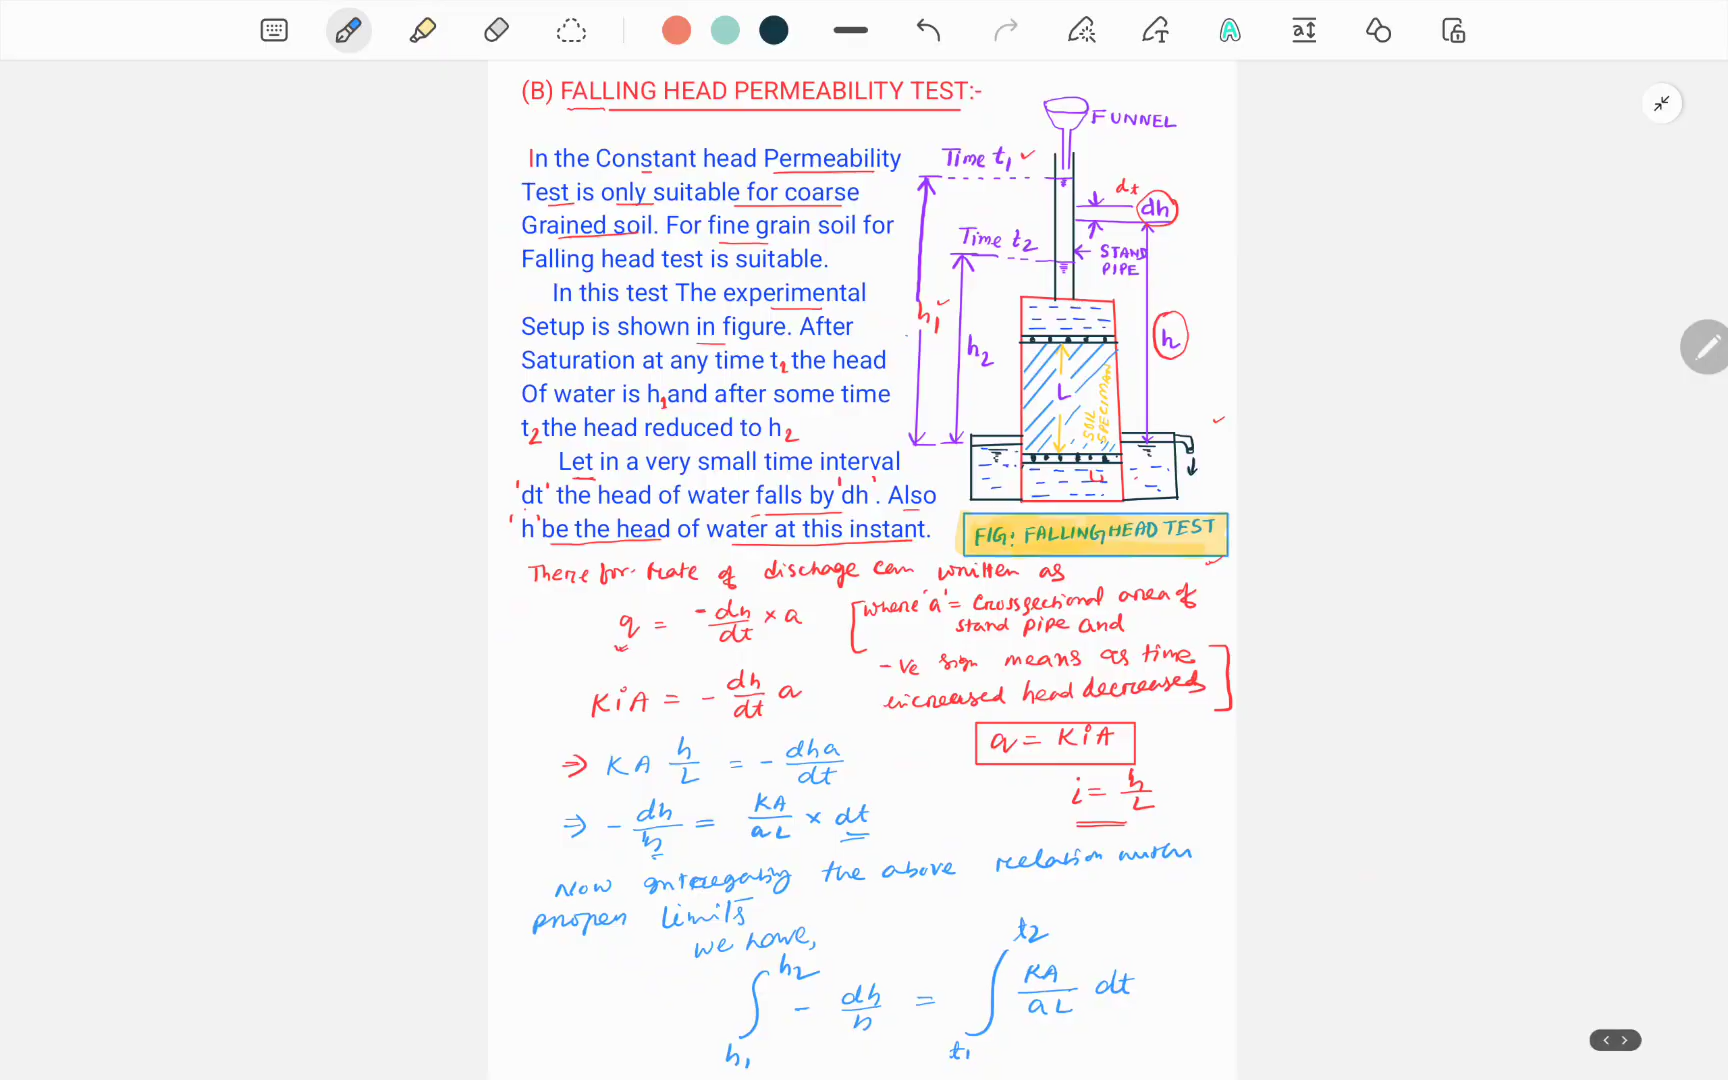 (B) FALLING HEAD PERMEABILITY TEST:-
FUNNEL
In the Constant head Permeability
Test is only suitable for coarse
Grained soil. For fine grain soil for
Falling head test is suitable.
In this test The experimental
Setup is shown in figure. After
Saturation at any time t2 the head
Of water is h1 and after some time
t2 the head reduced to h2
Let in a very small time interval
'dt' the head of water falls by 'dh'. Also
'h' be the head of water at this instant.
Time t1
dt
dh
Time t2
STAND
PIPE
h1
h2
h
L
SOIL
SPECIMAN
FIG: FALLING HEAD TEST
There for rate of dischage can written as
q = -dh/dt × a
[where 'a' = crossectional area of
stand pipe and
-ve sign means as time
increased head decreased]
KiA = - dh/dt a
q = KiA
⇒ KA h/L = - dha/dt
i = h/L
⇒ - dh/h = KA/aL × dt
Now integrating the above relation with
proper limits
we have,
∫h1 h2 - dh/h = ∫t1 t2 KA/aL dt